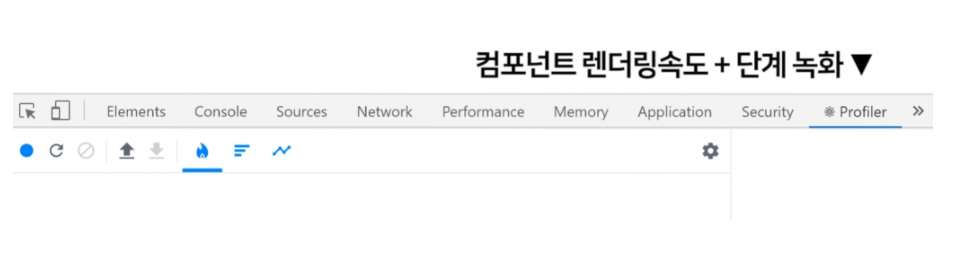 컴포넌트 렌더링속도 + 단계 녹화 ▼
Elements Console Sources Network Performance Memory Application Security Profiler »